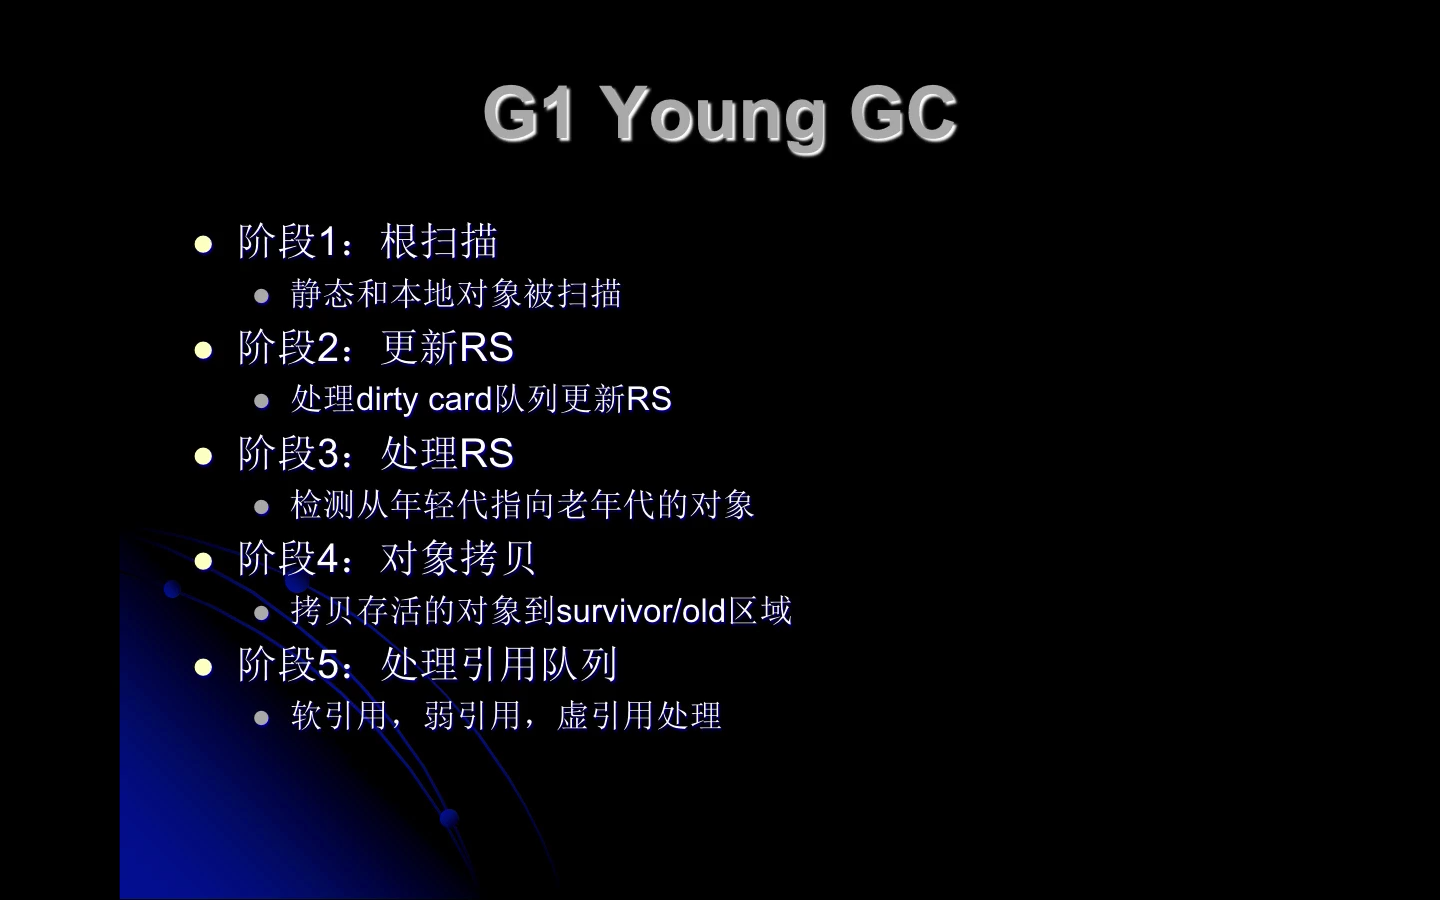 G1 Young GC
阶段1：根扫描
静态和本地对象被扫描
阶段2：更新RS
处理dirty card队列更新RS
阶段3：处理RS
检测从年轻代指向老年代的对象
阶段4：对象拷贝
拷贝存活的对象到survivor/old区域
阶段5：处理引用队列
软引用，弱引用，虚引用处理